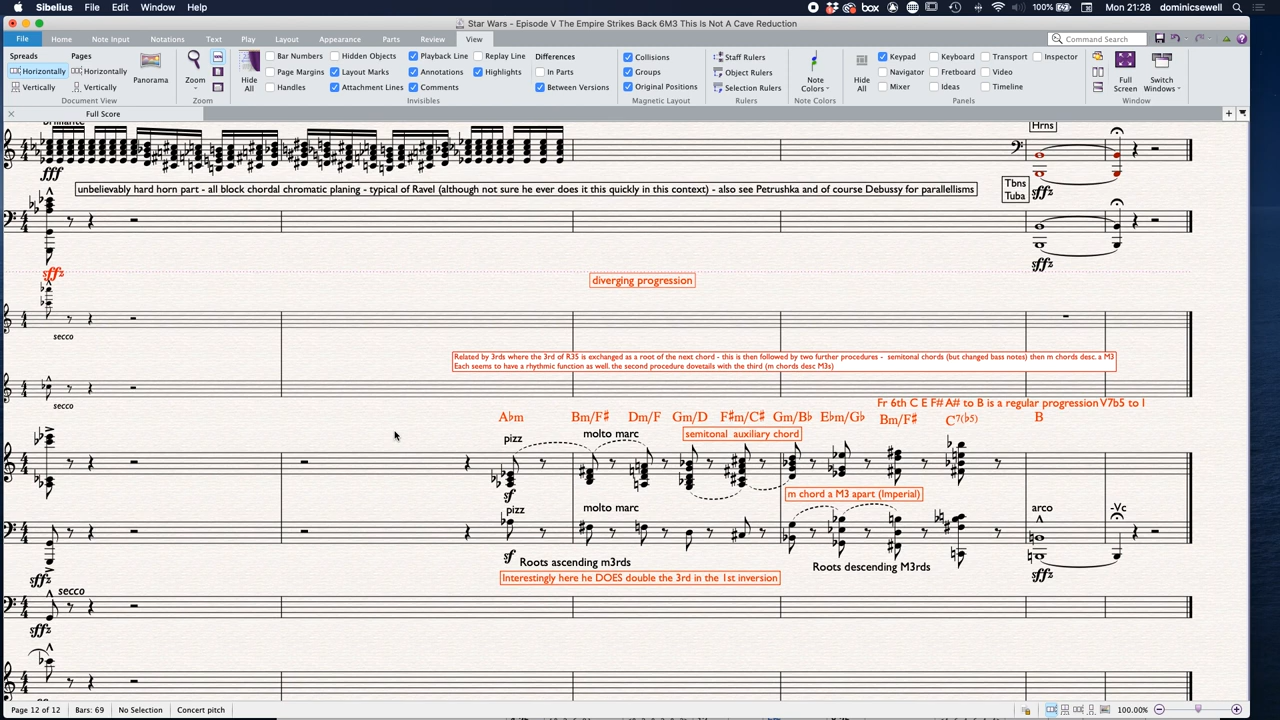 Sibelius File Edit Window Help
box 100% Mon 21:28 dominicsewell
Star Wars - Episode V The Empire Strikes Back 6M3 This Is Not A Cave Reduction
File Home Note Input Notations Text Play Layout Appearance Parts Review View Command Search
Spreads Pages Bar Numbers Hidden Objects Playback Line Replay Line Differences Collisions Staff Rulers Keypad Keyboard Transport Inspector
Horizontally Horizontally Page Margins Layout Marks Annotations Highlights In Parts Groups Object Rulers Navigator Fretboard Video
Vertically Vertically Panorama Zoom Hide All Handles Attachment Lines Comments Between Versions Original Positions Selection Rulers Note Colors Hide All Mixer Ideas Timeline Full Screen Switch Windows
Document View Zoom Invisibles Magnetic Layout Rulers Note Colors Panels Window
Full Score
Brillante
Hrns
fff
unbelievably hard horn part - all block chordal chromatic planing - typical of Ravel (although not sure he ever does it this quickly in this context) - also see Petrushka and of course Debussy for parallellisms
Tbns
Tuba
sffz
sffz
sffz
diverging progression
secco
Related by 3rds where the 3rd of R35 is exchanged as a root of the next chord - this is then followed by two further procedures - semitonal chords (but changed bass notes) then m chords desc. a M3
Each seems to have a rhythmic function as well. the second procedure dovetails with the third (m chords desc M3s)
secco
Fr 6th C E F# A# to B is a regular progression V7b5 to I
A♭m Bm/F♯ Dm/F Gm/D F♯m/C♯ Gm/B♭ E♭m/G♭ Bm/F♯ C7(♭5) B
pizz molto marc semitonal auxiliary chord
sf
m chord a M3 apart (Imperial)
pizz molto marc arco -Vc
sf Roots ascending m3rds Roots descending M3rds
sffz
Interestingly here he DOES double the 3rd in the 1st inversion
sffz
secco
sffz
Page 12 of 12 Bars: 69 No Selection Concert pitch 100.00%